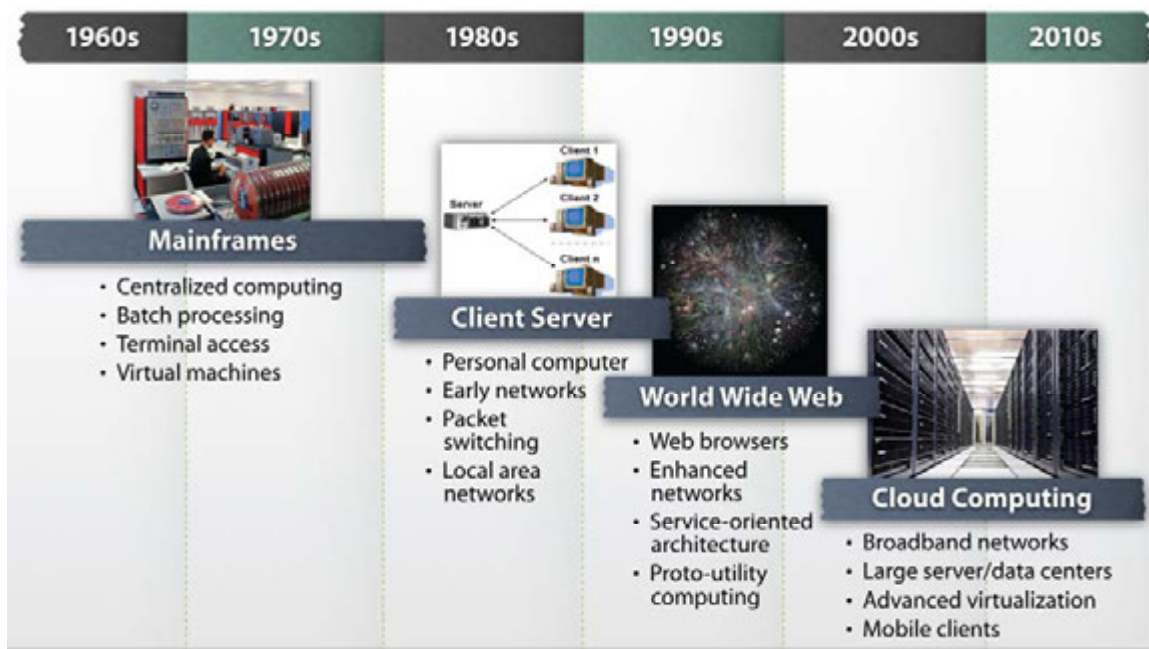 1960s
1970s
1980s
1990s
2000s
2010s
Mainframes
• Centralized computing
• Batch processing
• Terminal access
• Virtual machines
Client 1
Server
Client 2
Client n
Client Server
• Personal computer
• Early networks
• Packet
switching
• Local area
networks
World Wide Web
• Web browsers
• Enhanced
networks
• Service-oriented
architecture
• Proto-utility
computing
Cloud Computing
• Broadband networks
• Large server/data centers
• Advanced virtualization
• Mobile clients